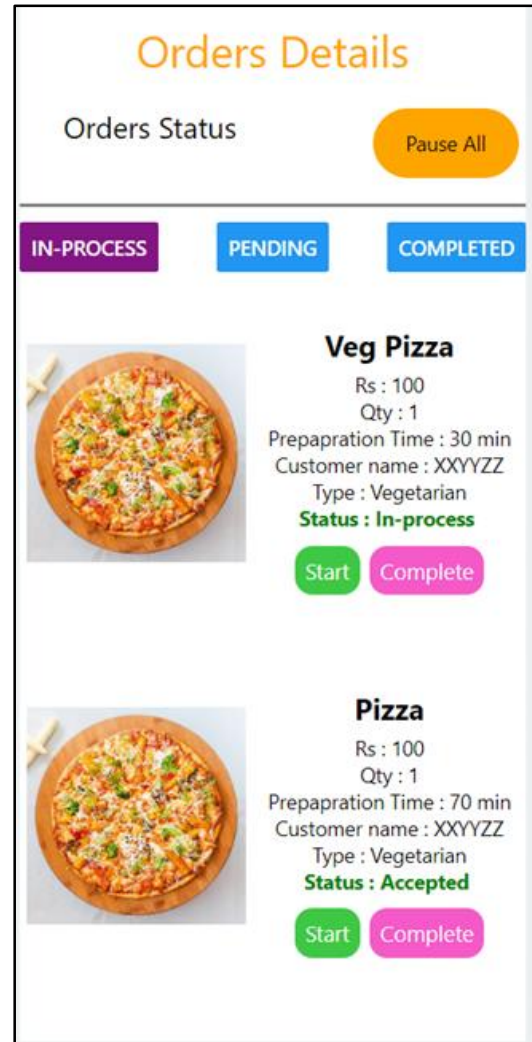 Orders Details
Orders Status
Pause All
IN-PROCESS
PENDING
COMPLETED
Veg Pizza
Rs : 100
Qty : 1
Prepapration Time : 30 min
Customer name : XXYYZZ
Type : Vegetarian
Status : In-process
Start
Complete
Pizza
Rs : 100
Qty : 1
Prepapration Time : 70 min
Customer name : XXYYZZ
Type : Vegetarian
Status : Accepted
Start
Complete